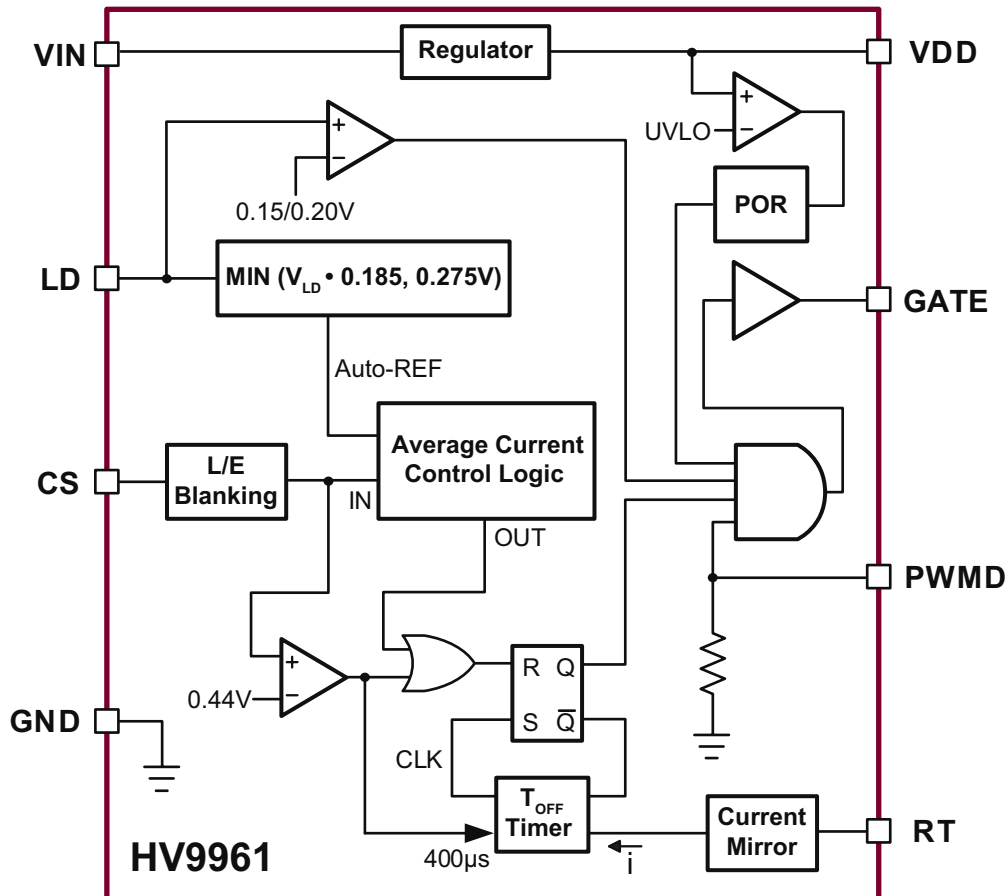 VIN
Regulator
VDD
+
−
UVLO
+
−
0.15/0.20V
POR
LD
MIN (VLD • 0.185, 0.275V)
GATE
Auto-REF
Average Current
Control Logic
L/E
Blanking
CS
IN
OUT
PWMD
+
−
0.44V
R Q
S Q̅
GND
CLK
TOFF
Timer
Current
Mirror
RT
400µs
i
HV9961